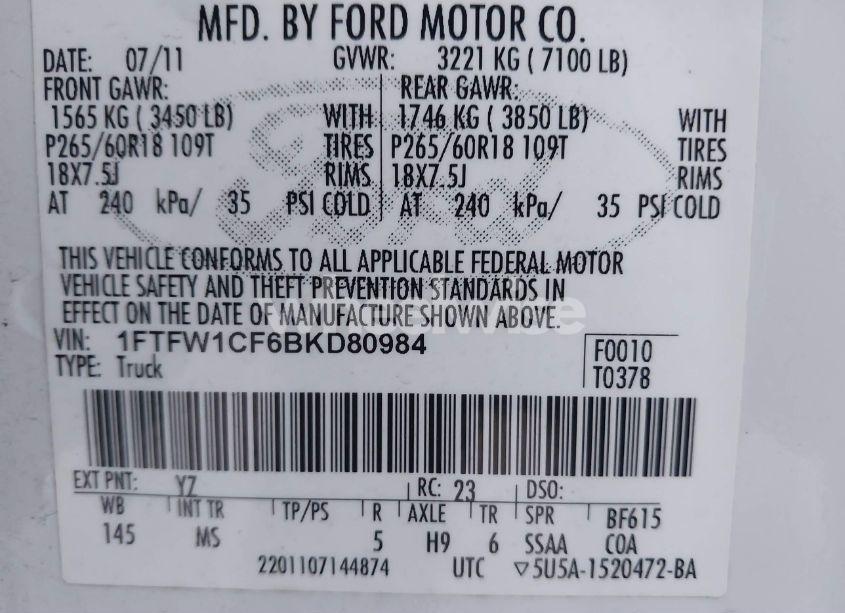 MFD. BY FORD MOTOR CO.
DATE: 07/11 GVWR: 3221 KG ( 7100 LB)
FRONT GAWR: REAR GAWR:
1565 KG ( 3450 LB) WITH 1746 KG ( 3850 LB) WITH
P265/60R18 109T TIRES P265/60R18 109T TIRES
18X7.5J RIMS 18X7.5J RIMS
AT 240 kPa/ 35 PSI COLD AT 240 kPa/ 35 PSI COLD
THIS VEHICLE CONFORMS TO ALL APPLICABLE FEDERAL MOTOR
VEHICLE SAFETY AND THEFT PREVENTION STANDARDS IN
EFFECT ON THE DATE OF MANUFACTURE SHOWN ABOVE.
VIN: 1FTFW1CF6BKD80984 F0010
TYPE: Truck T0378
EXT PNT: YZ RC: 23 DSO:
WB INT TR TP/PS R AXLE TR SPR BF615
145 MS 5 H9 6 SSAA COA
2201107144874 UTC ▽5U5A-1520472-BA